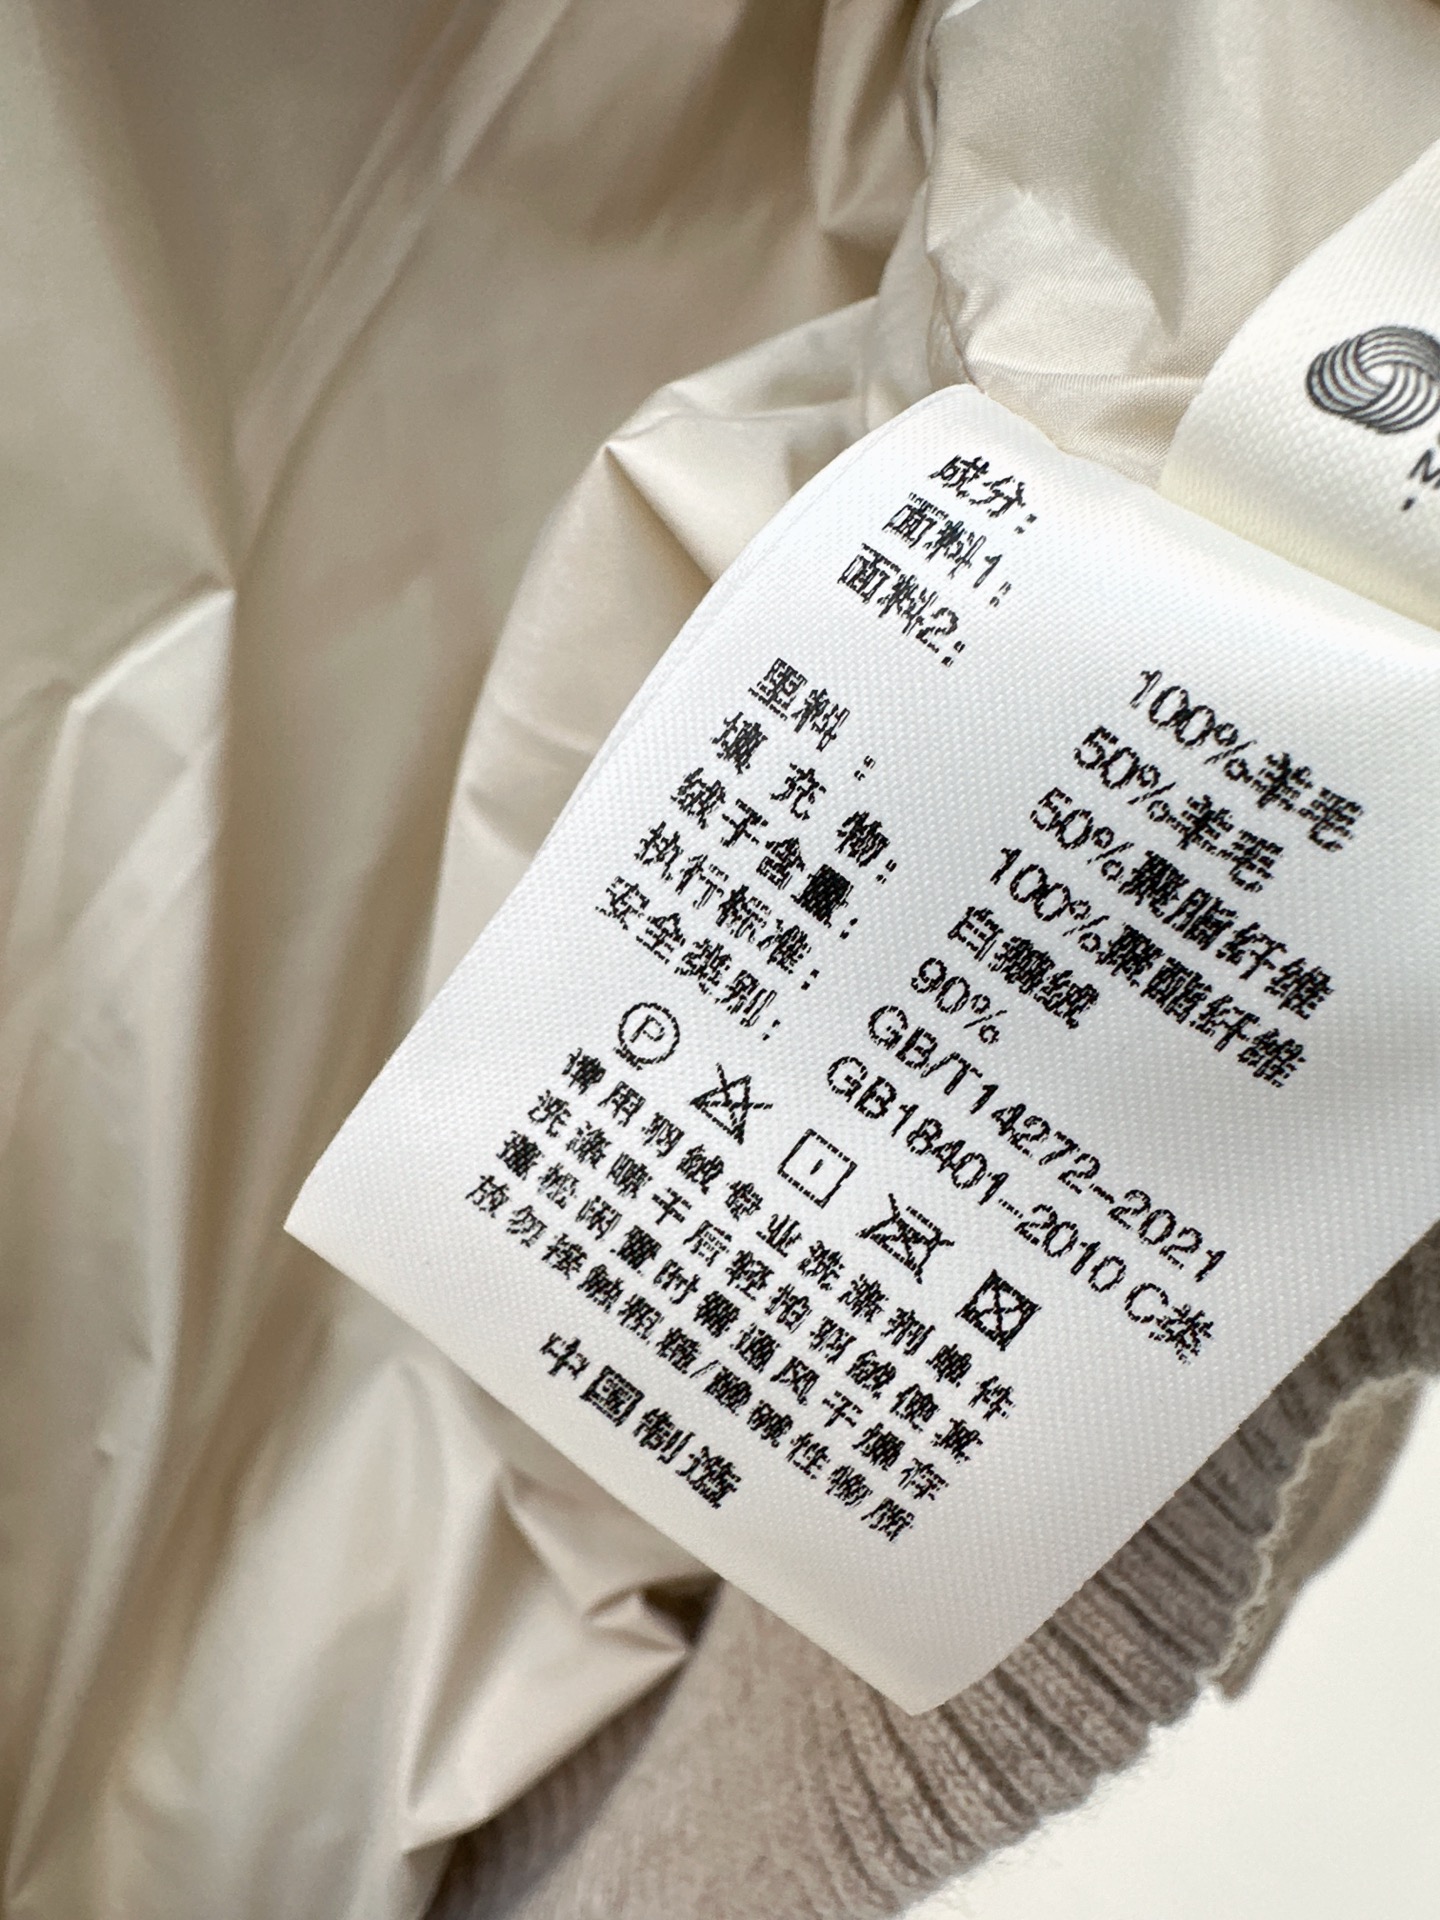 成分：
面料1： 100%羊毛
面料2： 50%羊毛
50%聚脂纤维
里料： 100%聚酯纤维
填充物： 白鹅绒
绒子含量： 90%
执行标准： GB/T14272-2021
安全类别： GB18401-2010 C类
P
请用羽绒专业洗涤剂单件
洗涤晾干后轻拍羽绒使其
蓬松闲置时需通风干燥存
放勿接触粗糙/酸碱性物质
中国制造